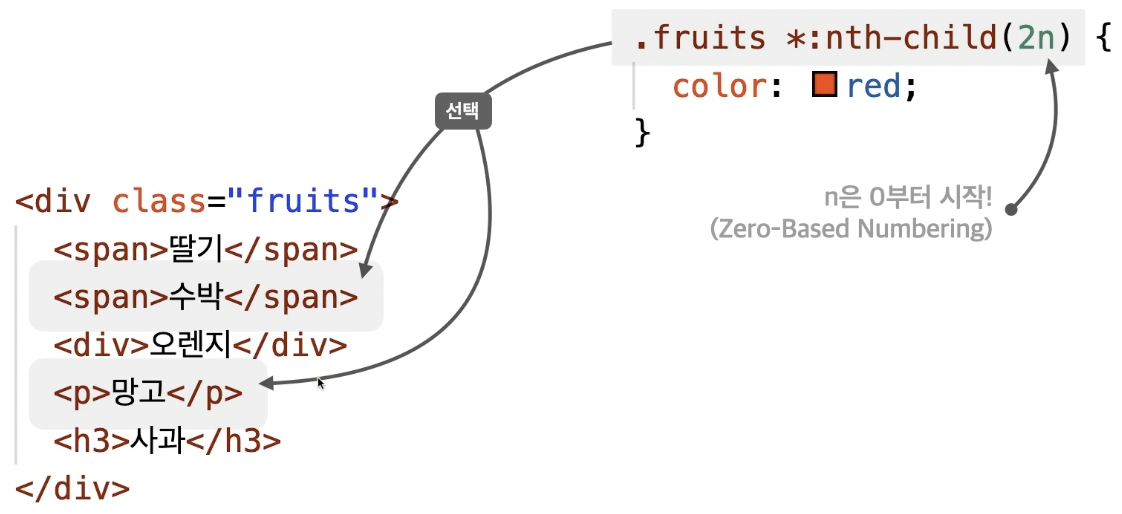 .fruits *:nth-child(2n) {
color: red;
}
선택
n은 0부터 시작!
(Zero-Based Numbering)
<div class="fruits">
<span>딸기</span>
<span>수박</span>
<div>오렌지</div>
<p>망고</p>
<h3>사과</h3>
</div>